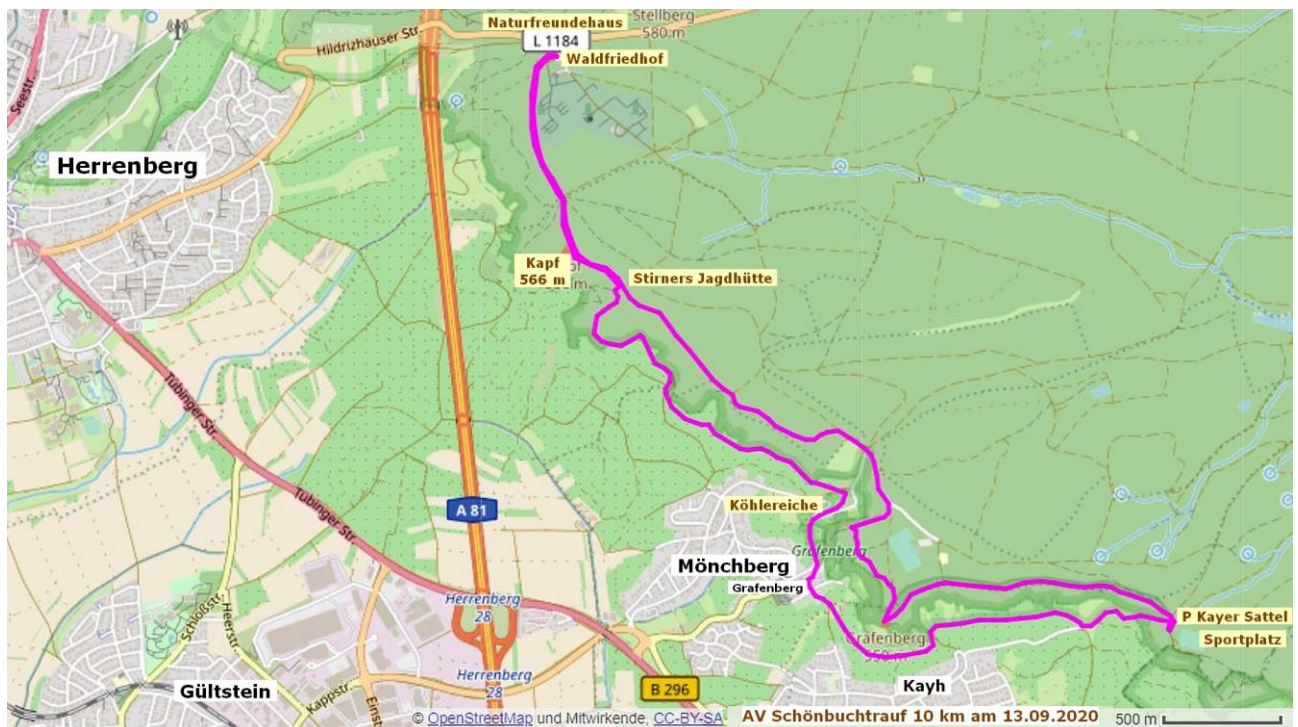 Naturfreundehaus
Stellberg
580 m
L 1184
Hildrizhauser Str.
Waldfriedhof
Seestr.
Herrenberg
Kapf
566 m
Stirners Jagdhütte
Tübinger Str.
A 81
Tübinger Str.
Köhlereiche
Grafenberg
Mönchberg
Grafenberg
Herrenberg
28
P Kayer Sattel
Sportplatz
Schloßstr.
Heerstr.
Grafenberg
550 m
Herrenberg
28
Gültstein
Kappstr.
B 296
Kayh
© OpenStreetMap und Mitwirkende, CC-BY-SA
AV Schönbuchtrauf 10 km am 13.09.2020
500 m